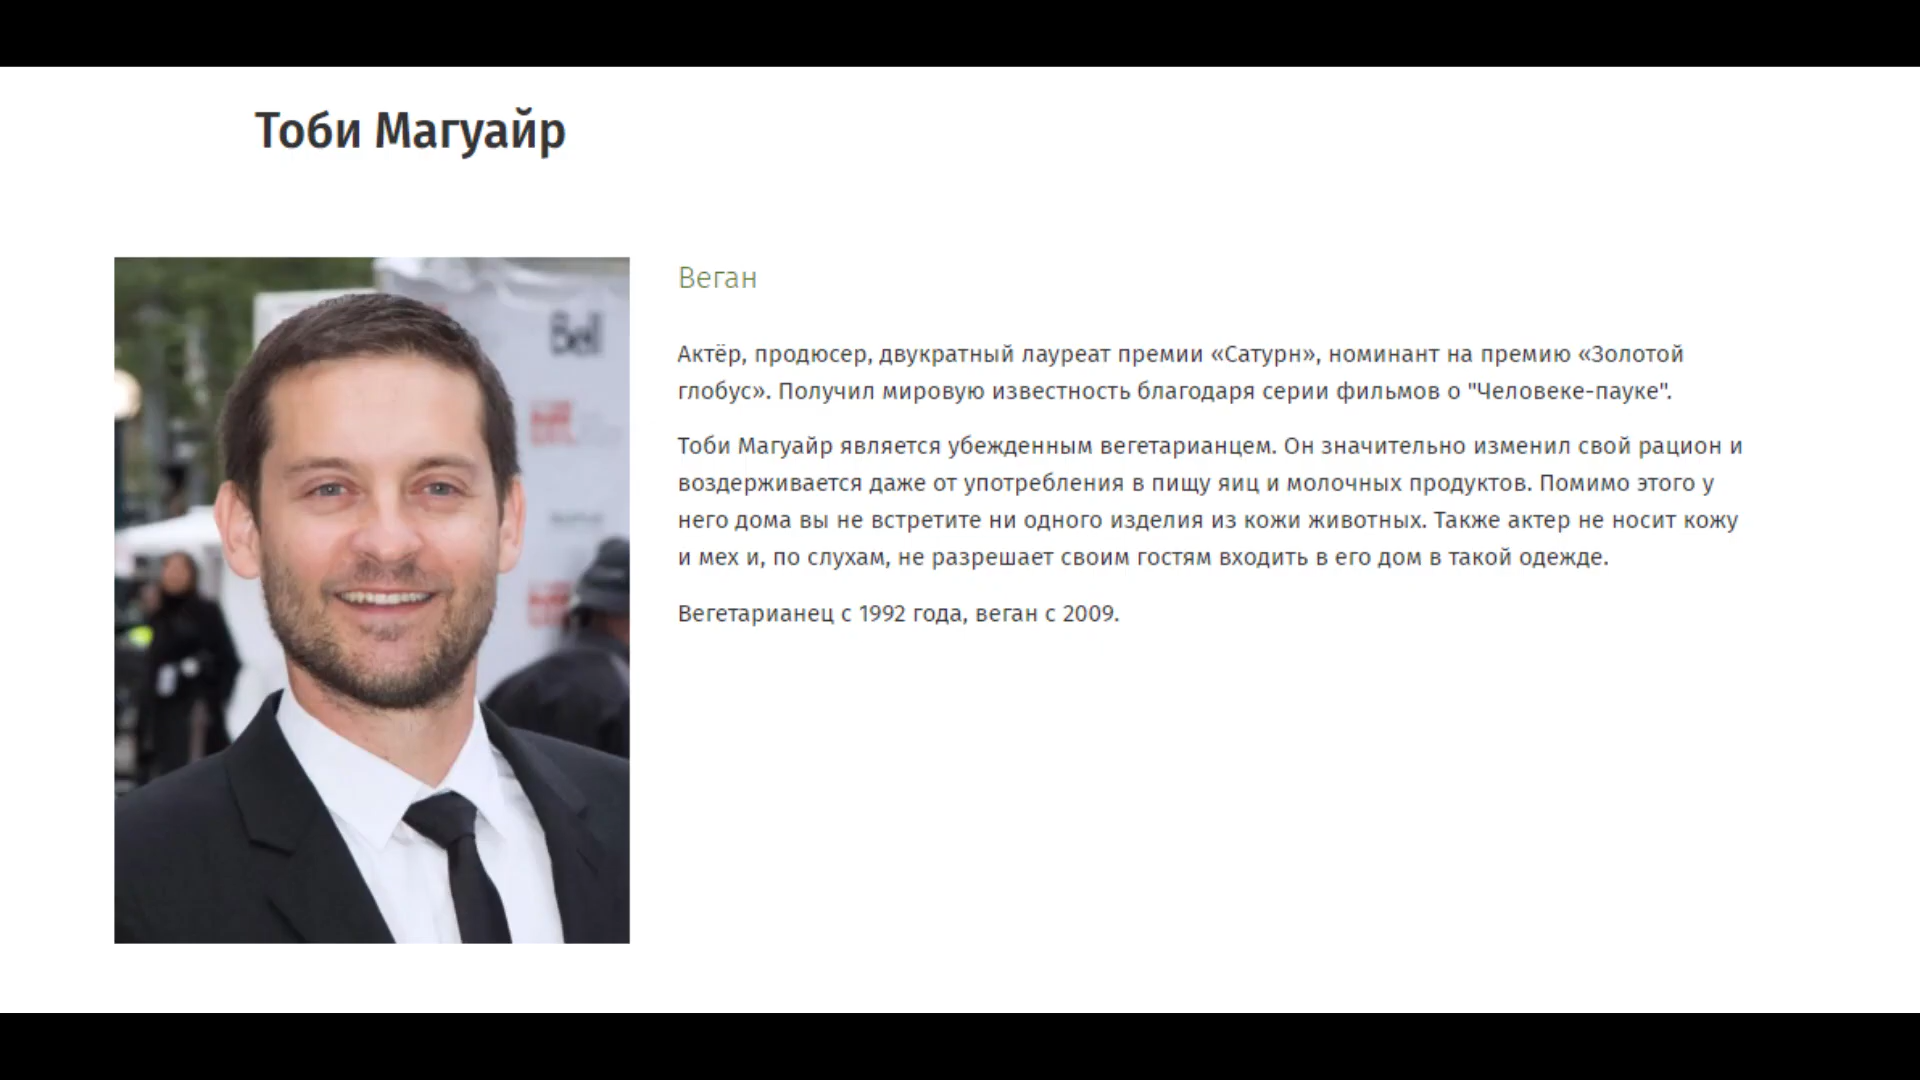 Тоби Магуайр
Bell
Веган
Актёр, продюсер, двукратный лауреат премии «Сатурн», номинант на премию «Золотой
глобус». Получил мировую известность благодаря серии фильмов о "Человеке-пауке".
Тоби Магуайр является убежденным вегетарианцем. Он значительно изменил свой рацион и
воздерживается даже от употребления в пищу яиц и молочных продуктов. Помимо этого у
него дома вы не встретите ни одного изделия из кожи животных. Также актер не носит кожу
и мех и, по слухам, не разрешает своим гостям входить в его дом в такой одежде.
Вегетарианец с 1992 года, веган с 2009.